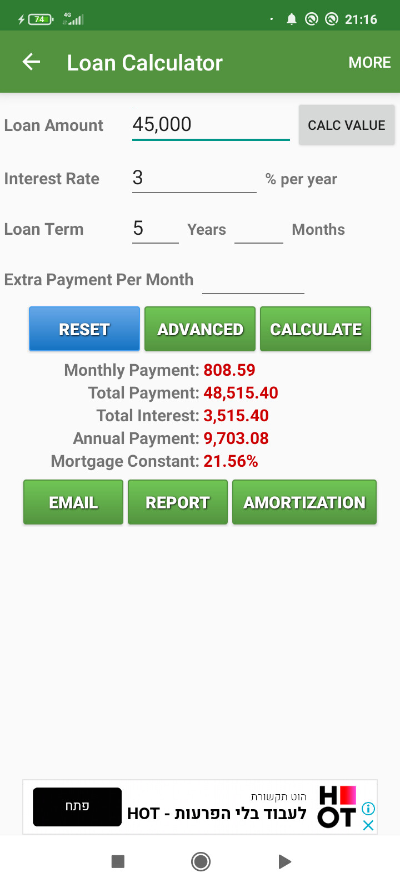 74
4G
21:16
Loan Calculator
MORE
Loan Amount 45,000 CALC VALUE
Interest Rate 3 % per year
Loan Term 5 Years Months
Extra Payment Per Month
RESET ADVANCED CALCULATE
Monthly Payment: 808.59
Total Payment: 48,515.40
Total Interest: 3,515.40
Annual Payment: 9,703.08
Mortgage Constant: 21.56%
EMAIL REPORT AMORTIZATION
הוט תקשורת
לעבוד בלי הפרעות - HOT
פתח
HOT